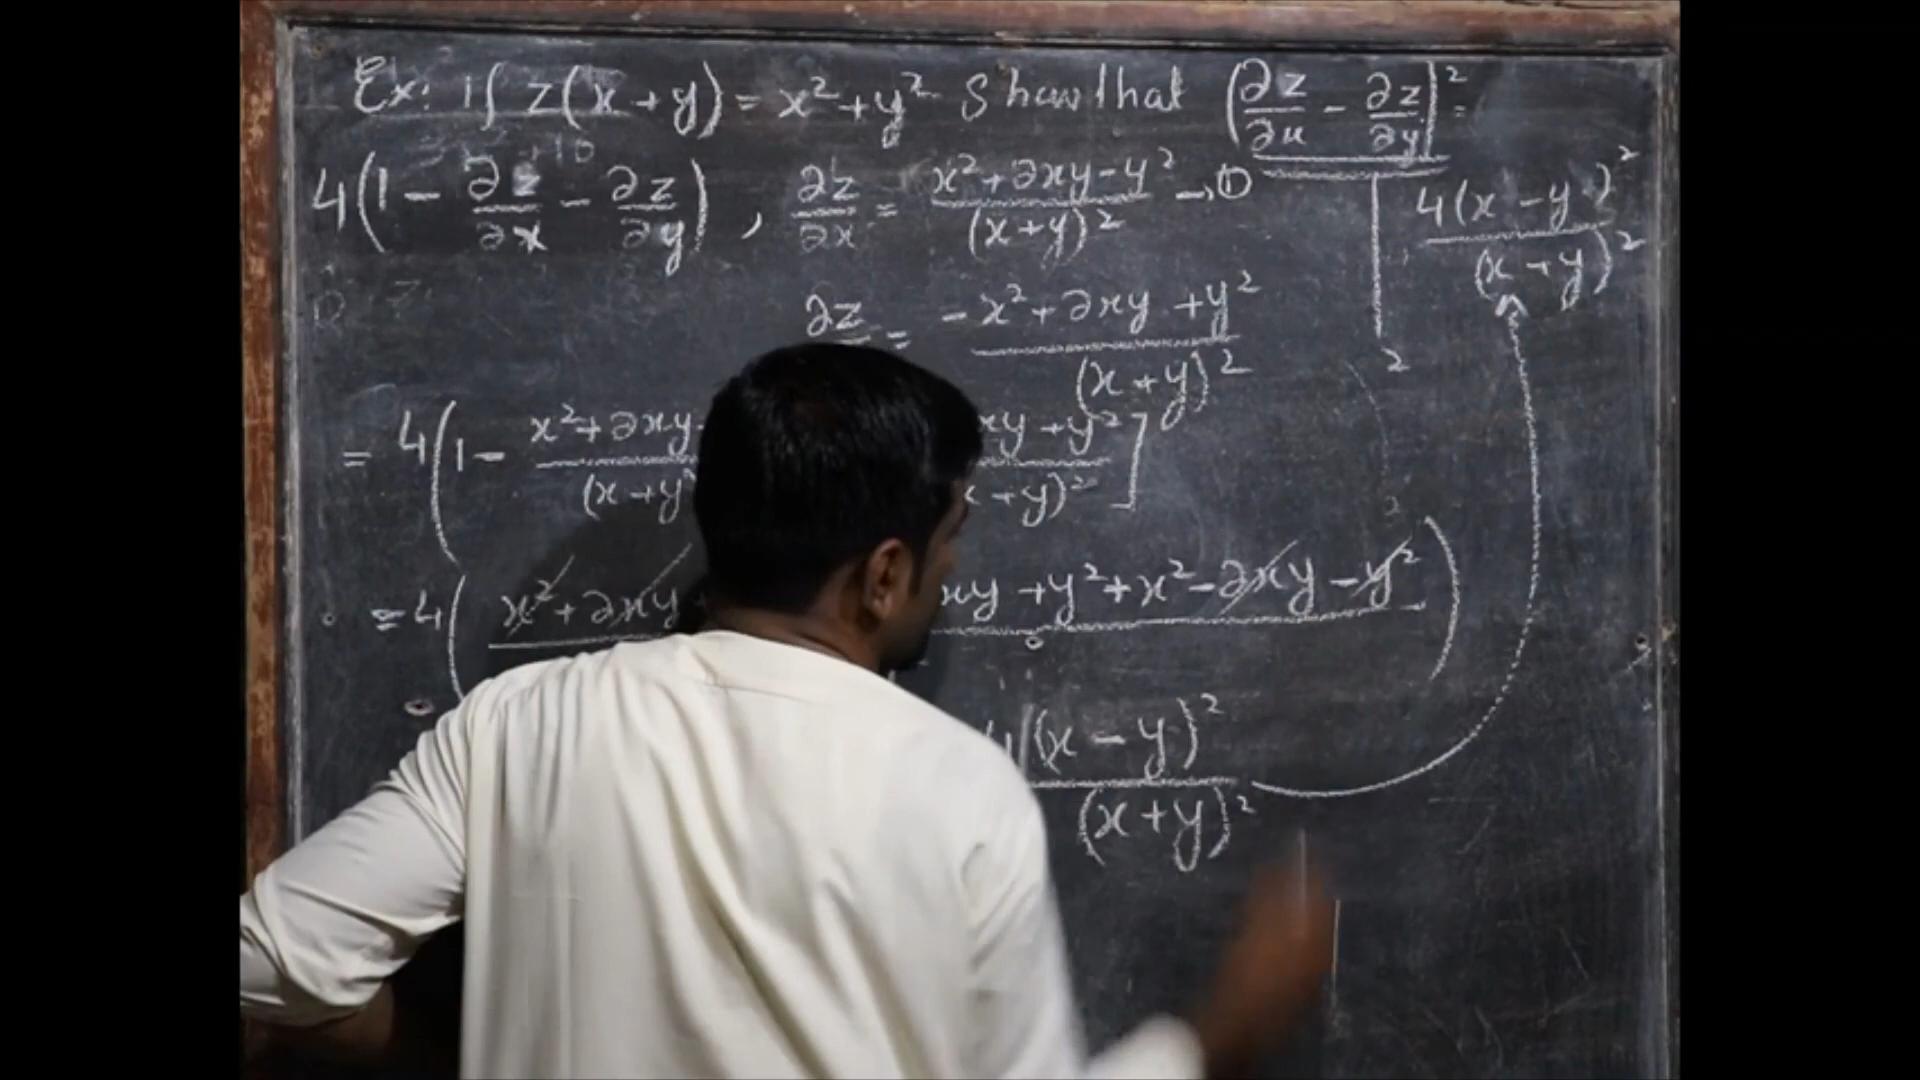 Ex: if z(x+y) = x²+y² Show that (∂z/∂x − ∂z/∂y)² =
4(1 − ∂z/∂x − ∂z/∂y), ∂z/∂x = (x²+2xy−y²)/(x+y)² → ①
4(x−y)²/(x+y)²
∂z = (−x²+2xy+y²)/(x+y)²
2
= 4(1 − x²+2xy (x+y) xy+y² +y)² ]
= 4( x²+2xy xy+y²+x²−2xy−y² )
(x−y)²/(x+y)²